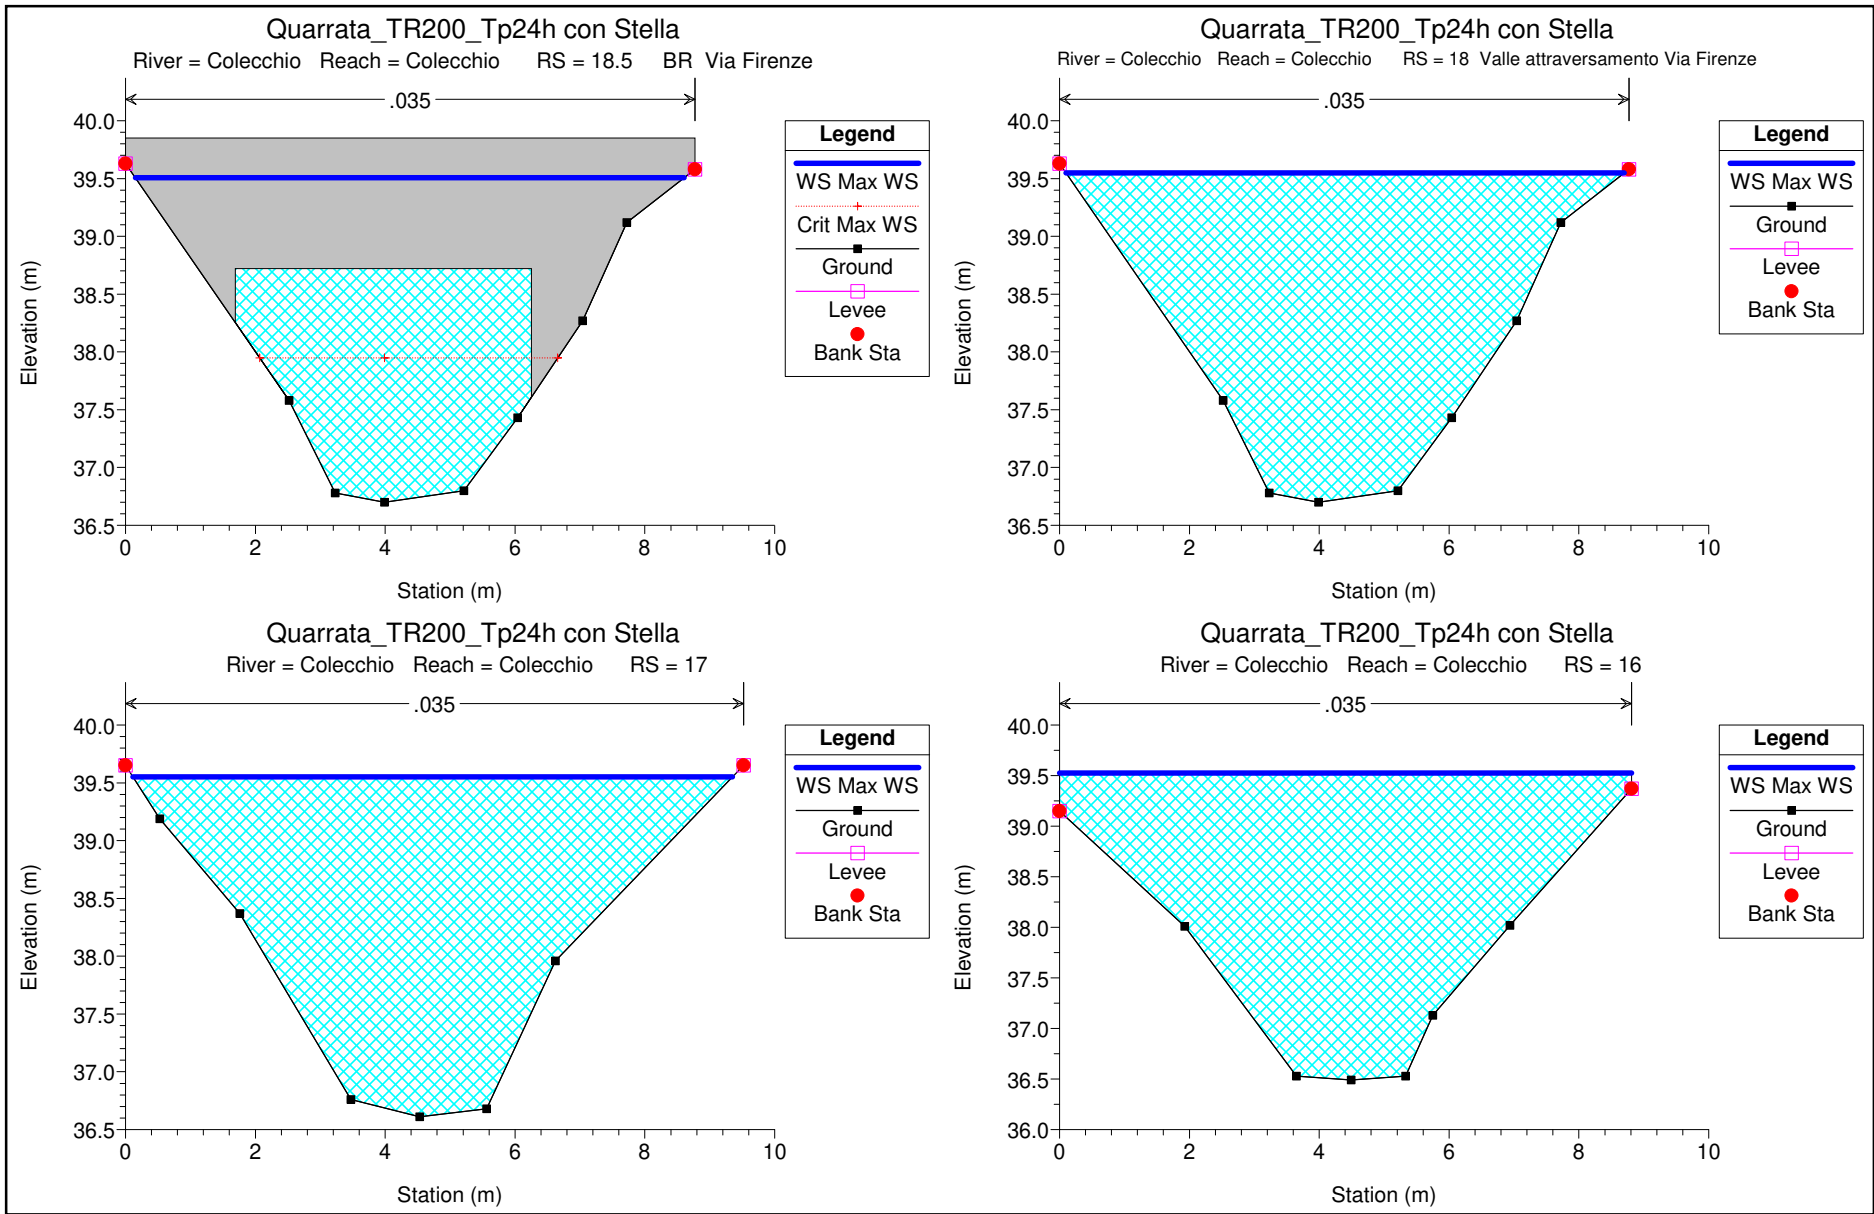 Quarrata_TR200_Tp24h con Stella
River = Colecchio Reach = Colecchio RS = 18.5 BR Via Firenze
.035
40.0
39.5
39.0
38.5
38.0
37.5
37.0
36.5
Elevation (m)
0 2 4 6 8 10
Station (m)
Legend
WS Max WS
Crit Max WS
Ground
Levee
Bank Sta
Quarrata_TR200_Tp24h con Stella
River = Colecchio Reach = Colecchio RS = 18 Valle attraversamento Via Firenze
.035
40.0
39.5
39.0
38.5
38.0
37.5
37.0
36.5
Elevation (m)
0 2 4 6 8 10
Station (m)
Legend
WS Max WS
Ground
Levee
Bank Sta
Quarrata_TR200_Tp24h con Stella
River = Colecchio Reach = Colecchio RS = 17
.035
40.0
39.5
39.0
38.5
38.0
37.5
37.0
36.5
Elevation (m)
0 2 4 6 8 10
Station (m)
Legend
WS Max WS
Ground
Levee
Bank Sta
Quarrata_TR200_Tp24h con Stella
River = Colecchio Reach = Colecchio RS = 16
.035
40.0
39.5
39.0
38.5
38.0
37.5
37.0
36.5
36.0
Elevation (m)
0 2 4 6 8 10
Station (m)
Legend
WS Max WS
Ground
Levee
Bank Sta